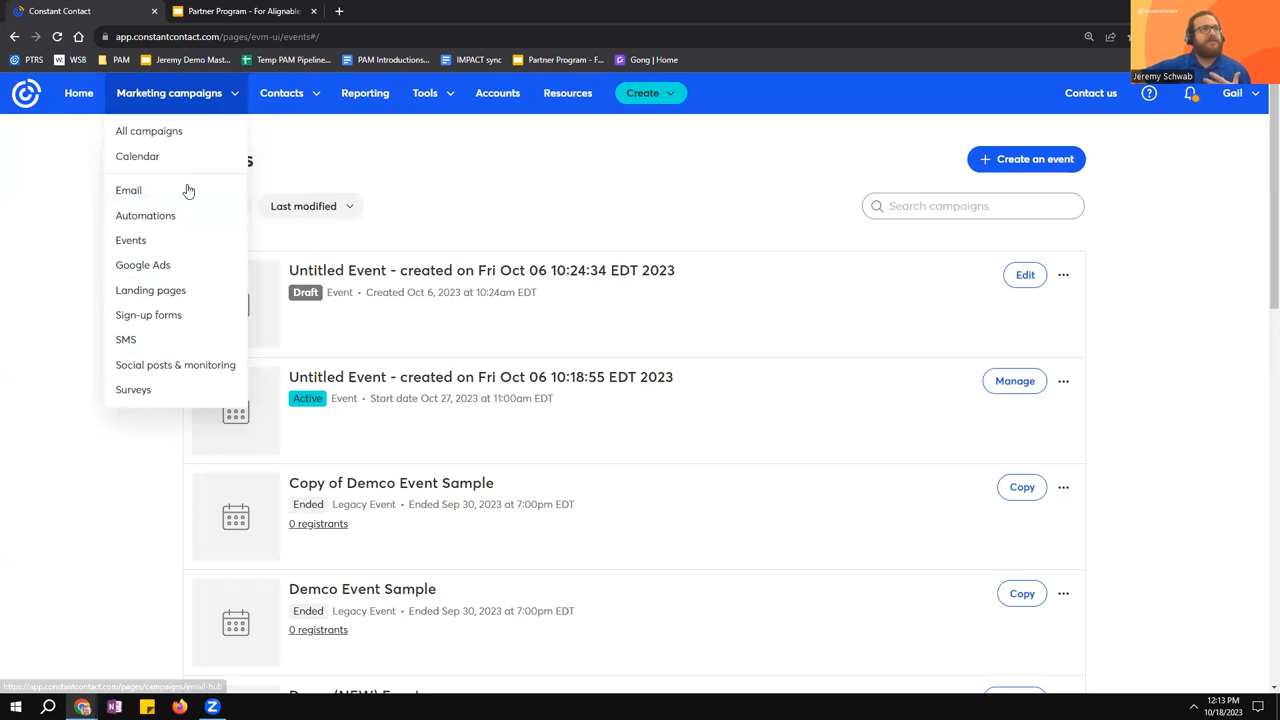 Constant Contact
Partner Program - For Alignable
app.constantcontact.com/pages/evm-ui/events#/
PTRS
WSB
PAM
Jeremy Demo Mast...
Temp PAM Pipeline...
PAM Introductions...
IMPACT sync
Partner Program - F...
Gong | Home
Jeremy Schwab
Home
Marketing campaigns
Contacts
Reporting
Tools
Accounts
Resources
Create
Contact us
Gail
All campaigns
Calendar
Email
Automations
Events
Google Ads
Landing pages
Sign-up forms
SMS
Social posts & monitoring
Surveys
s
Create an event
Last modified
Search campaigns
Untitled Event - created on Fri Oct 06 10:24:34 EDT 2023
Draft Event • Created Oct 6, 2023 at 10:24am EDT
Edit
Untitled Event - created on Fri Oct 06 10:18:55 EDT 2023
Active Event • Start date Oct 27, 2023 at 11:00am EDT
Manage
Copy of Demco Event Sample
Ended Legacy Event • Ended Sep 30, 2023 at 7:00pm EDT
0 registrants
Copy
Demco Event Sample
Ended Legacy Event • Ended Sep 30, 2023 at 7:00pm EDT
0 registrants
Copy
https://app.constantcontact.com/pages/campaigns/email-hub
12:13 PM
10/18/2023